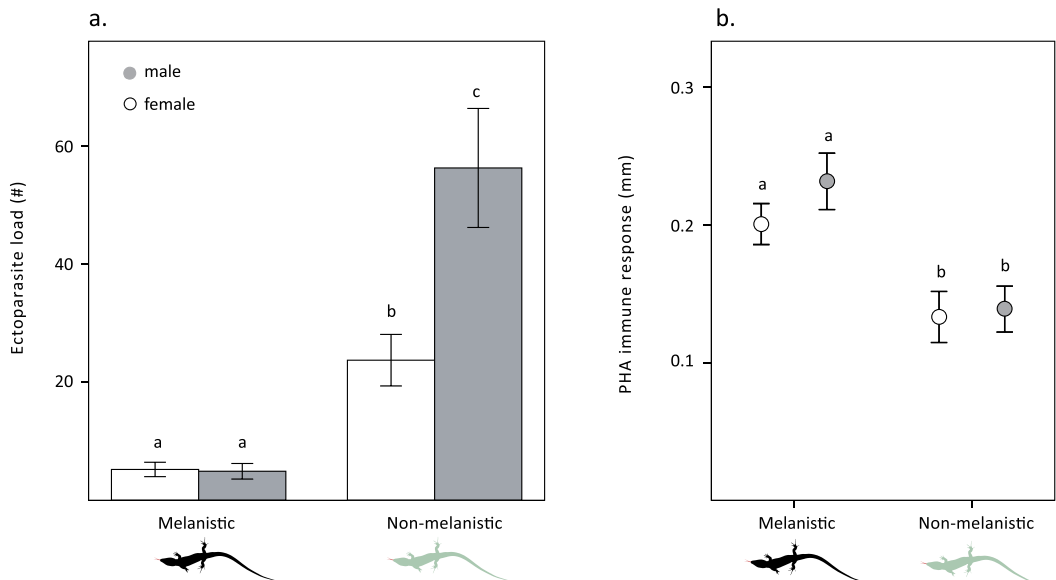 a.
male
female
Ectoparasite load (#)
60
40
20
a
a
b
c
Melanistic
Non-melanistic
b.
PHA immune response (mm)
0.3
0.2
0.1
a
a
b
b
Melanistic
Non-melanistic